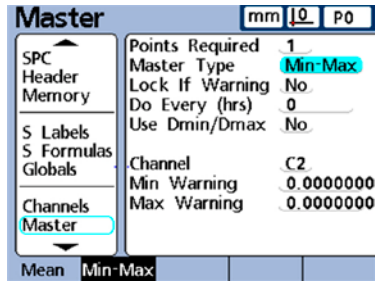 Master mm 0 P0
SPC
Header
Memory
S Labels
S Formulas
Globals
Channels
Master
Points Required 1
Master Type Min-Max
Lock If Warning No
Do Every (hrs) 0
Use Dmin/Dmax No
Channel C2
Min Warning 0.0000000
Max Warning 0.0000000
Mean Min-Max